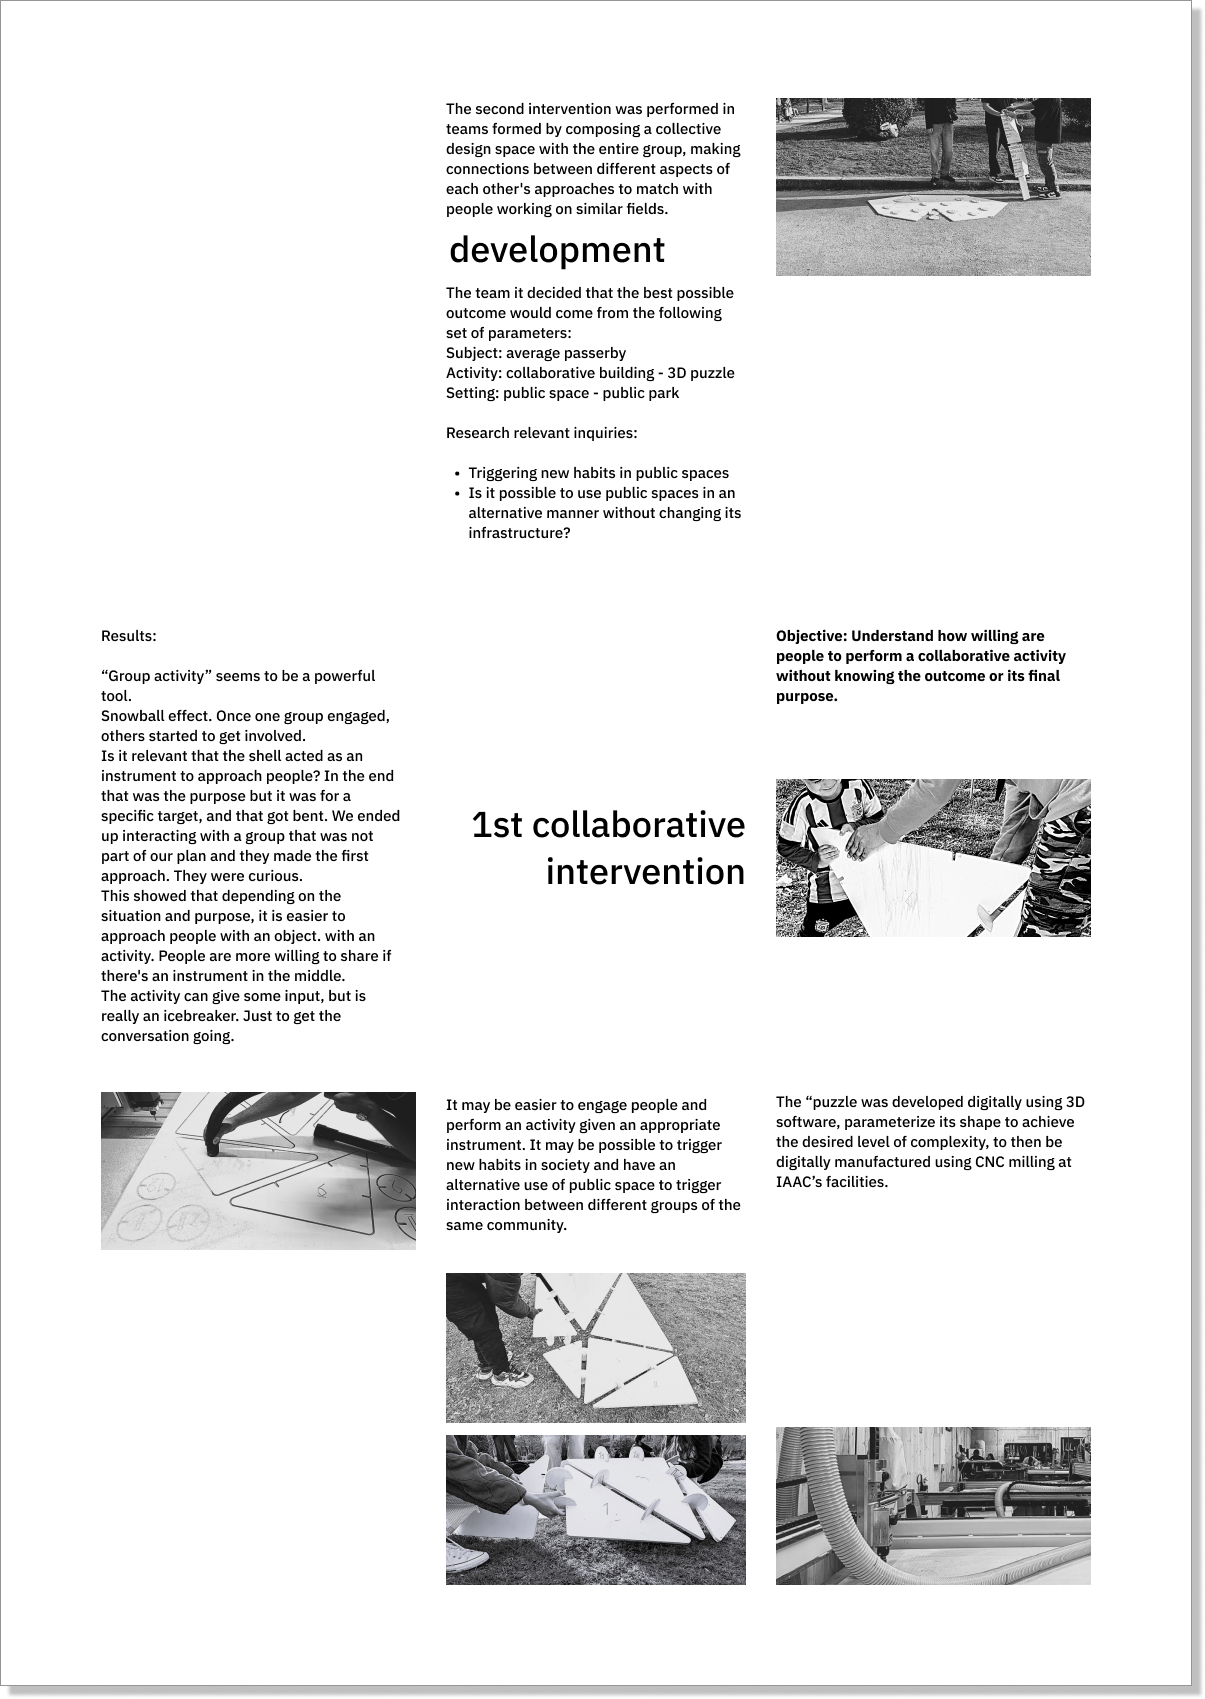 The second intervention was performed in
teams formed by composing a collective
design space with the entire group, making
connections between different aspects of
each other's approaches to match with
people working on similar fields.
development
The team it decided that the best possible
outcome would come from the following
set of parameters:
Subject: average passerby
Activity: collaborative building - 3D puzzle
Setting: public space - public park
Research relevant inquiries:
• Triggering new habits in public spaces
• Is it possible to use public spaces in an
alternative manner without changing its
infrastructure?
Results:
“Group activity” seems to be a powerful
tool.
Snowball effect. Once one group engaged,
others started to get involved.
Is it relevant that the shell acted as an
instrument to approach people? In the end
that was the purpose but it was for a
specific target, and that got bent. We ended
up interacting with a group that was not
part of our plan and they made the first
approach. They were curious.
This showed that depending on the
situation and purpose, it is easier to
approach people with an object. with an
activity. People are more willing to share if
there's an instrument in the middle.
The activity can give some input, but is
really an icebreaker. Just to get the
conversation going.
1st collaborative
intervention
Objective: Understand how willing are
people to perform a collaborative activity
without knowing the outcome or its final
purpose.
6
It may be easier to engage people and
perform an activity given an appropriate
instrument. It may be possible to trigger
new habits in society and have an
alternative use of public space to trigger
interaction between different groups of the
same community.
The “puzzle was developed digitally using 3D
software, parameterize its shape to achieve
the desired level of complexity, to then be
digitally manufactured using CNC milling at
IAAC’s facilities.
1